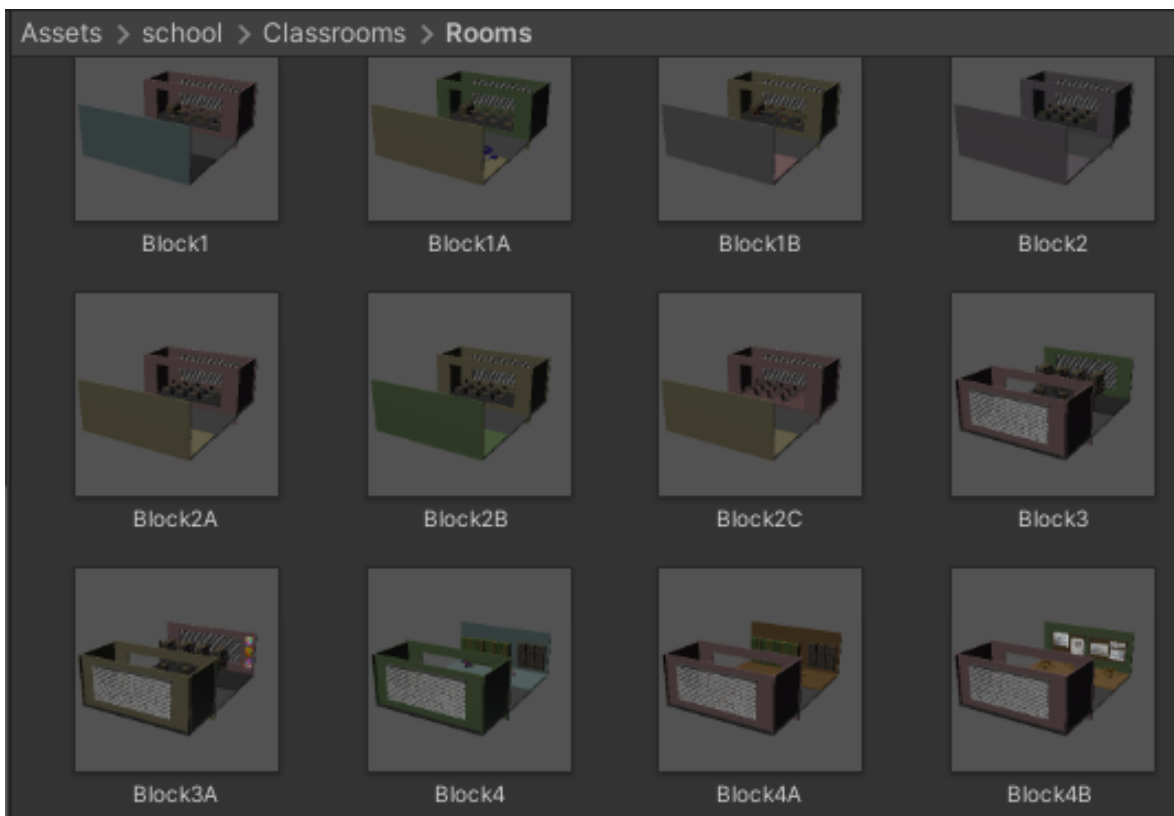 Assets > school > Classrooms > Rooms
Block1 Block1A Block1B Block2
Block2A Block2B Block2C Block3
Block3A Block4 Block4A Block4B